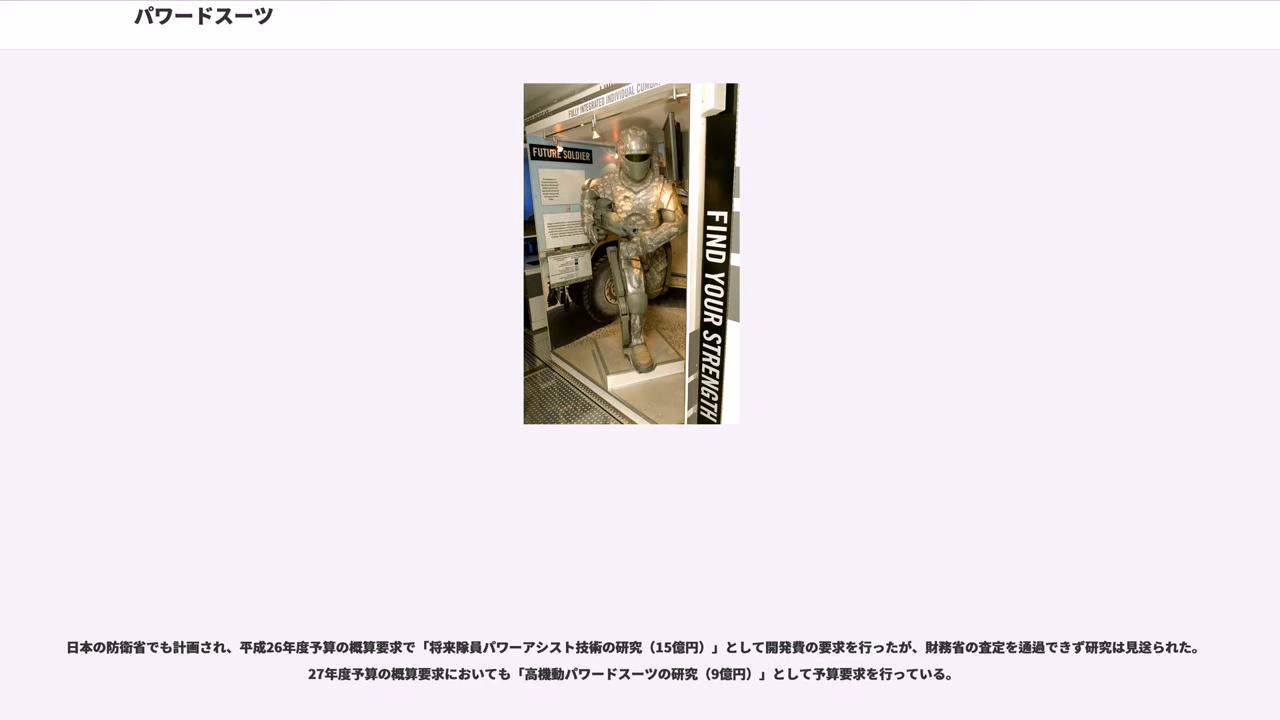 パワードスーツ
FULLY INTEGRATED INDIVIDUAL COMBAT
FUTURE SOLDIER
FIND YOUR STRENGTH
日本の防衛省でも計画され、平成26年度予算の概算要求で「将来隊員パワーアシスト技術の研究（15億円）」として開発費の要求を行ったが、財務省の査定を通過できず研究は見送られた。
27年度予算の概算要求においても「高機動パワードスーツの研究（9億円）」として予算要求を行っている。